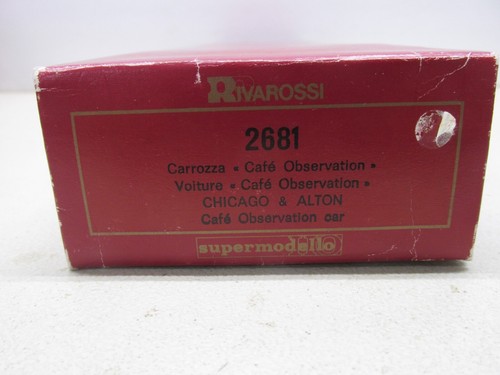 RIVAROSSI
2681
Carrozza « Café Observation »
Voiture « Café Observation »
CHICAGO & ALTON
Café Observation car
supermodello